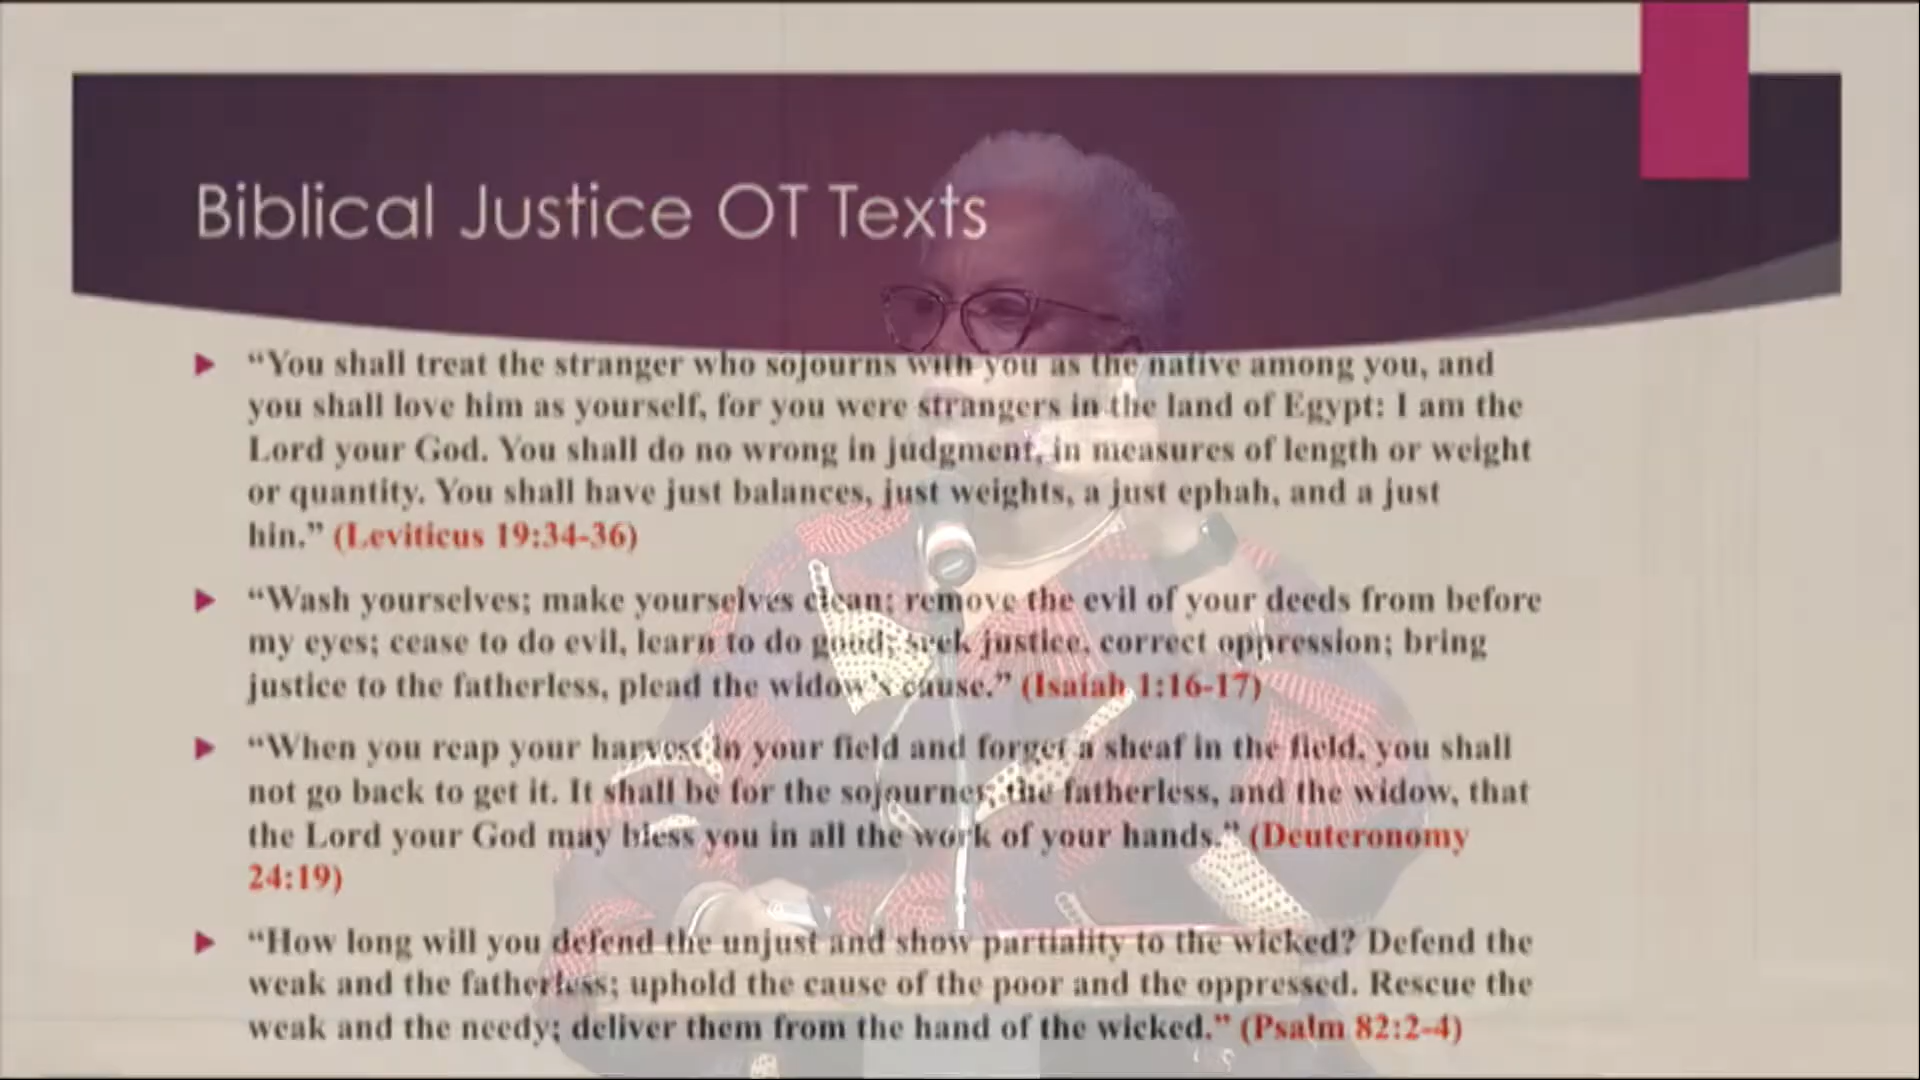 Biblical Justice OT Texts
“You shall treat the stranger who sojourns with you as the native among you, and
you shall love him as yourself, for you were strangers in the land of Egypt: I am the
Lord your God. You shall do no wrong in judgment, in measures of length or weight
or quantity. You shall have just balances, just weights, a just ephah, and a just
hin.” (Leviticus 19:34-36)
“Wash yourselves; make yourselves clean; remove the evil of your deeds from before
my eyes; cease to do evil, learn to do good; seek justice, correct oppression; bring
justice to the fatherless, plead the widow’s cause.” (Isaiah 1:16-17)
“When you reap your harvest in your field and forget a sheaf in the field, you shall
not go back to get it. It shall be for the sojourner, the fatherless, and the widow, that
the Lord your God may bless you in all the work of your hands.” (Deuteronomy
24:19)
“How long will you defend the unjust and show partiality to the wicked? Defend the
weak and the fatherless; uphold the cause of the poor and the oppressed. Rescue the
weak and the needy; deliver them from the hand of the wicked.” (Psalm 82:2-4)